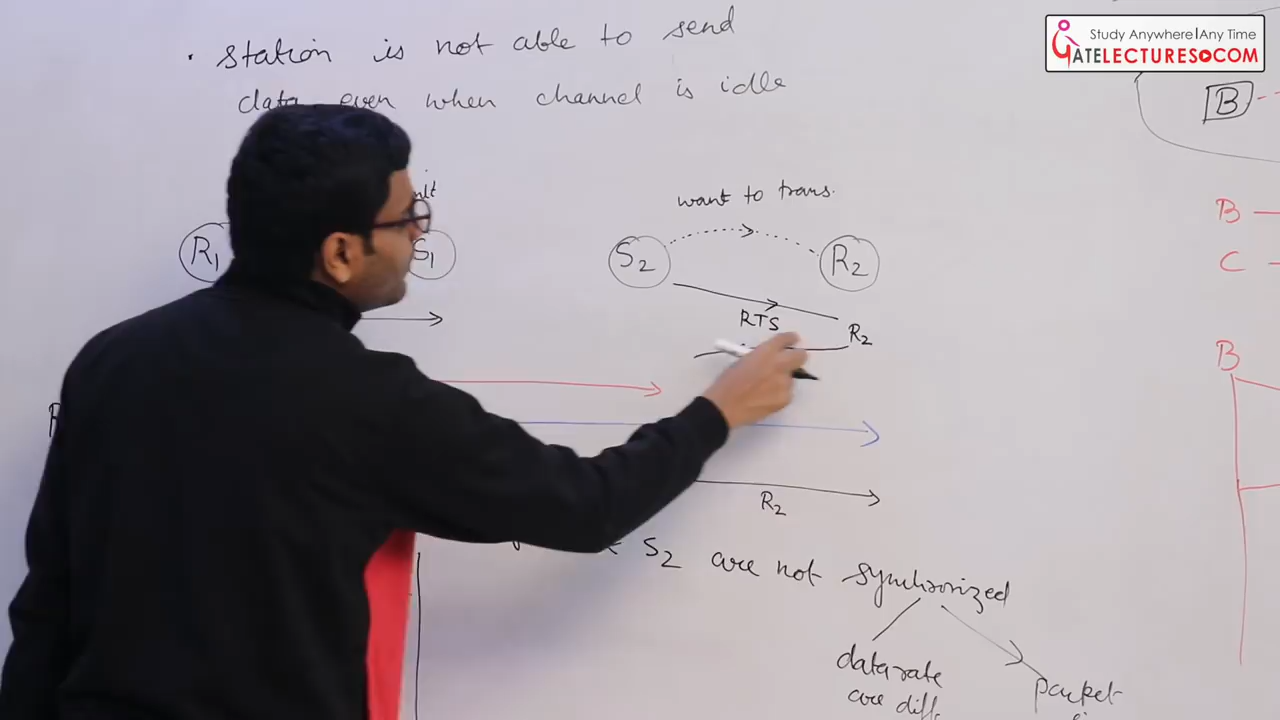 Study Anywhere|Any Time
GATELECTURES.COM
• station is not able to send
data even when channel is idle
B
want to trans.
R1
S1
S2
R2
RTS
R2
B
C
B
R2
S2 are not synchronized
data rate
are diff
packet